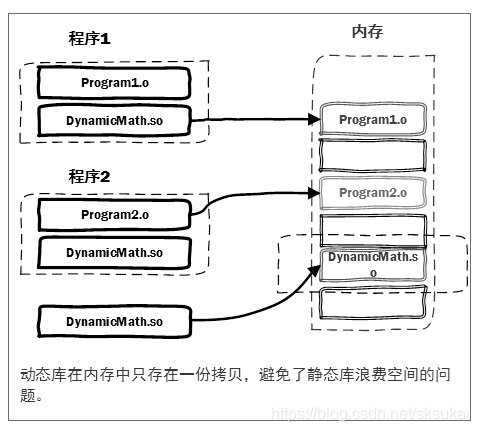 程序1
Program1.o
DynamicMath.so
程序2
Program2.o
DynamicMath.so
DynamicMath.so
内存
Program1.o
Program2.o
DynamicMath.s
o
动态库在内存中只存在一份拷贝，避免了静态库浪费空间的问
题。
https://blog.csdn.net/sksukai